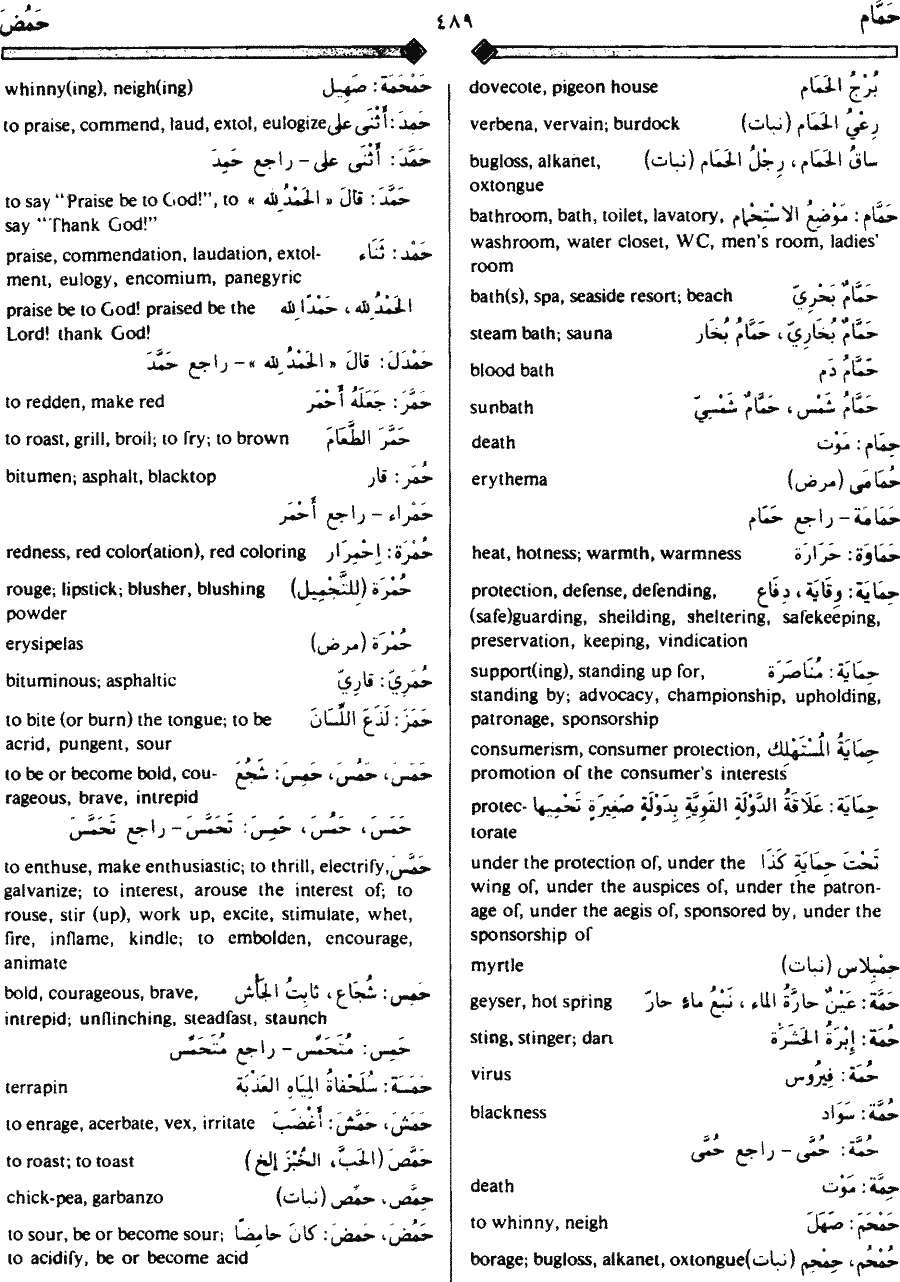 حَمَّام ٤٨٩ حَمُضَ
بُرْجُ الحَمَام dovecote, pigeon house
رِعْيُ الحَمَام (نبات) verbena, vervain; burdock
ساقُ الحَمَام، رِجْلُ الحَمَام (نبات) bugloss, alkanet,
oxtongue
حَمَّام: مَوْضِعُ الاسْتِحْمام bathroom, bath, toilet, lavatory,
washroom, water closet, WC, men's room, ladies'
room
حَمَّامٌ بَحْرِيّ bath(s), spa, seaside resort; beach
حَمَّامٌ بُخَارِيّ، حَمَّامُ بُخَار steam bath; sauna
حَمَّامُ دَم blood bath
حَمَّامُ شَمْس، حَمَّامٌ شَمْسِيّ sunbath
حِمَام: مَوْت death
حُمَامَى (مرض) erythema
حَمَامَة - راجع حَمَام
حَمَاوَة: حَرَارَة heat, hotness; warmth, warmness
حِمَايَة: وِقَايَة، دِفَاع protection, defense, defending,
(safe)guarding, sheilding, sheltering, safekeeping,
preservation, keeping, vindication
حِمَايَة: مُنَاصَرَة support(ing), standing up for,
standing by; advocacy, championship, upholding,
patronage, sponsorship
حِمَايَةُ المُسْتَهْلِك consumerism, consumer protection,
promotion of the consumer's interests
حِمَايَة: عَلَاقَةُ الدَّوْلَةِ القَوِيَّةِ بِدَوْلَةٍ صَغِيرَةٍ تَحْمِيها protec-
torate
تَحْتَ حِمَايَةِ كَذَا under the protection of, under the
wing of, under the auspices of, under the patron-
age of, under the aegis of, sponsored by, under the
sponsorship of
حِمْبِلاس (نبات) myrtle
حَمَّة: عَيْنٌ حارَّةُ الماء، نَبْعُ ماءٍ حارّ geyser, hot spring
حُمَة: إِبْرَةُ الحَشَرَة sting, stinger; dart
حُمَة: فِيْرُوس virus
حُمَّة: سَوَاد blackness
حُمَّة: حُمَّى - راجع حُمَّى
حِمَّة: مَوْت death
حَمْحَمَ: صَهَلَ to whinny, neigh
حُمْحُم، حِمْحِم (نبات) borage; bugloss, alkanet, oxtongue
حَمْحَمَة: صَهِيل whinny(ing), neigh(ing)
حَمِدَ: أَثْنَى على to praise, commend, laud, extol, eulogize
حَمَّدَ: أَثْنَى على - راجع حَمِدَ
حَمَّدَ: قالَ « الحَمْدُ لله » to say "Praise be to God!", to
say "Thank God!"
حَمْد: ثَنَاء praise, commendation, laudation, extol-
ment, eulogy, encomium, panegyric
الحَمْدُ لله، حَمْدًا لله praise be to God! praised be the
Lord! thank God!
حَمْدَلَ: قالَ « الحَمْدُ لله » - راجع حَمَّدَ
حَمَّرَ: جَعَلَهُ أَحْمَر to redden, make red
حَمَّرَ الطَّعَامَ to roast, grill, broil; to fry; to brown
حُمَر: قار bitumen; asphalt, blacktop
حَمْراء - راجع أَحْمَر
حُمْرَة: اِحْمِرَار redness, red color(ation), red coloring
حُمْرَة (لِلتَّجْمِيل) rouge; lipstick; blusher, blushing
powder
حُمْرَة (مرض) erysipelas
حُمَرِيّ: قارِيّ bituminous; asphaltic
حَمَزَ: لَذَعَ اللِّسَانَ to bite (or burn) the tongue; to be
acrid, pungent, sour
حَمَسَ، حَمُسَ، حَمِسَ: شَجُعَ to be or become bold, cou-
rageous, brave, intrepid
حَمَسَ، حَمُسَ، حَمِسَ: تَحَمَّسَ - راجع تَحَمَّسَ
حَمَّسَ to enthuse, make enthusiastic; to thrill, electrify,
galvanize; to interest, arouse the interest of; to
rouse, stir (up), work up, excite, stimulate, whet,
fire, inflame, kindle; to embolden, encourage,
animate
حَمِس: شُجَاع، ثابِتُ الجَأْش bold, courageous, brave,
intrepid; unflinching, steadfast, staunch
حَمِس: مُتَحَمِّس - راجع مُتَحَمِّس
حَمَسَة: سُلَحْفَاةُ المِيَاهِ العَذْبَة terrapin
حَمَشَ، حَمَّشَ: أَغْضَبَ to enrage, acerbate, vex, irritate
حَمَّصَ (الحَبَّ، الخُبْزَ إلخ) to roast; to toast
حِمَّص، حِمِّص (نبات) chick-pea, garbanzo
حَمُضَ، حَمَضَ: كانَ حامِضًا to sour, be or become sour;
to acidify, be or become acid